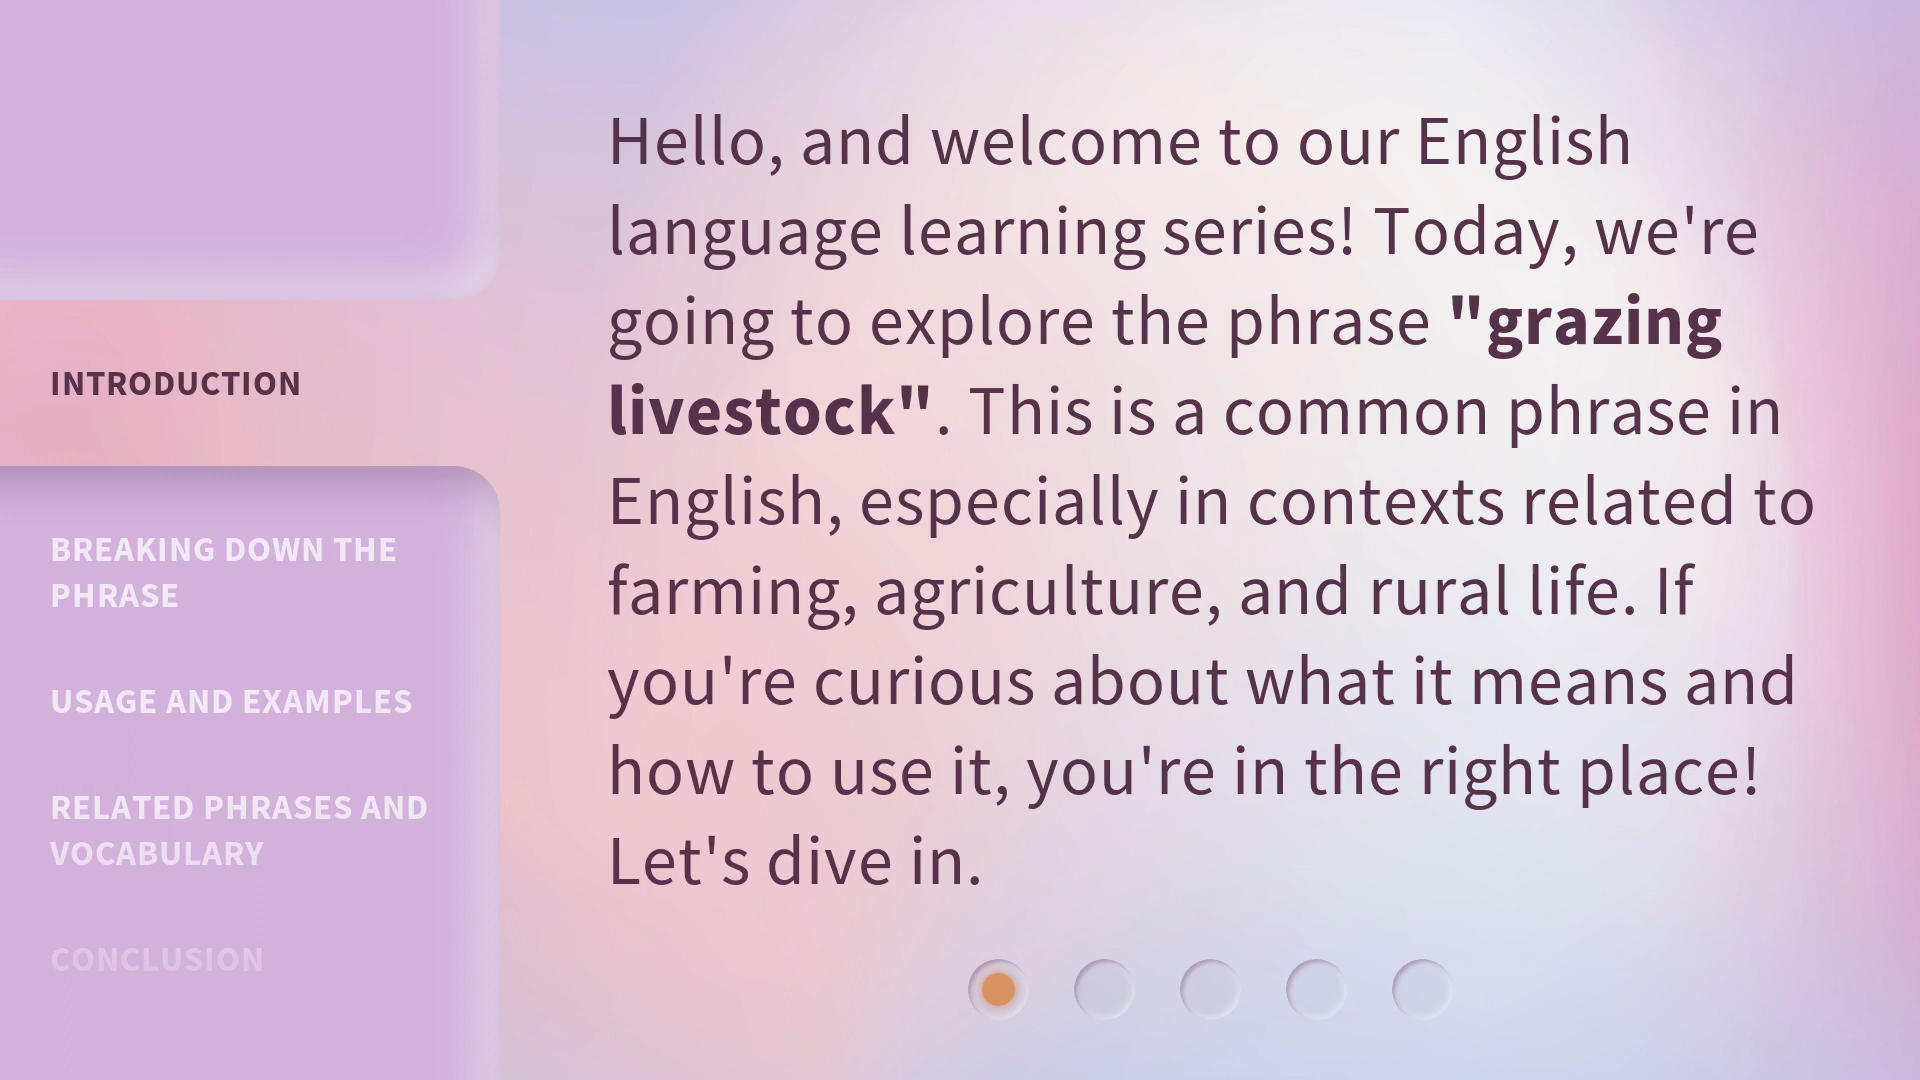 INTRODUCTION
BREAKING DOWN THE
PHRASE
USAGE AND EXAMPLES
RELATED PHRASES AND
VOCABULARY
CONCLUSION
Hello, and welcome to our English
language learning series! Today, we're
going to explore the phrase "grazing
livestock". This is a common phrase in
English, especially in contexts related to
farming, agriculture, and rural life. If
you're curious about what it means and
how to use it, you're in the right place!
Let's dive in.